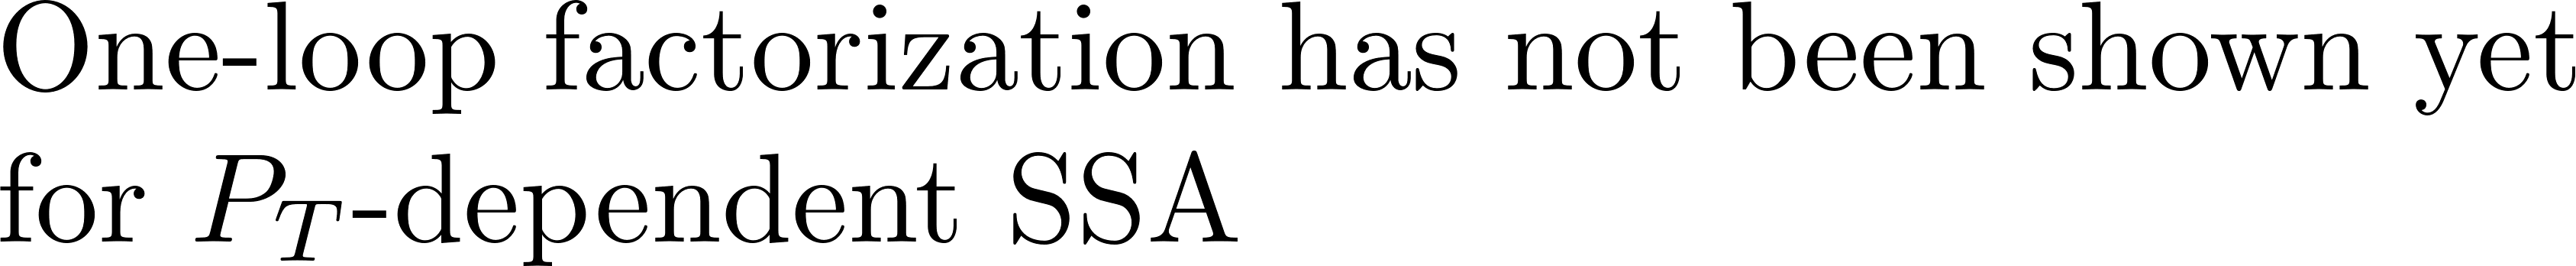 One-loop factorization has not been shown yet
for $P_T$-dependent SSA